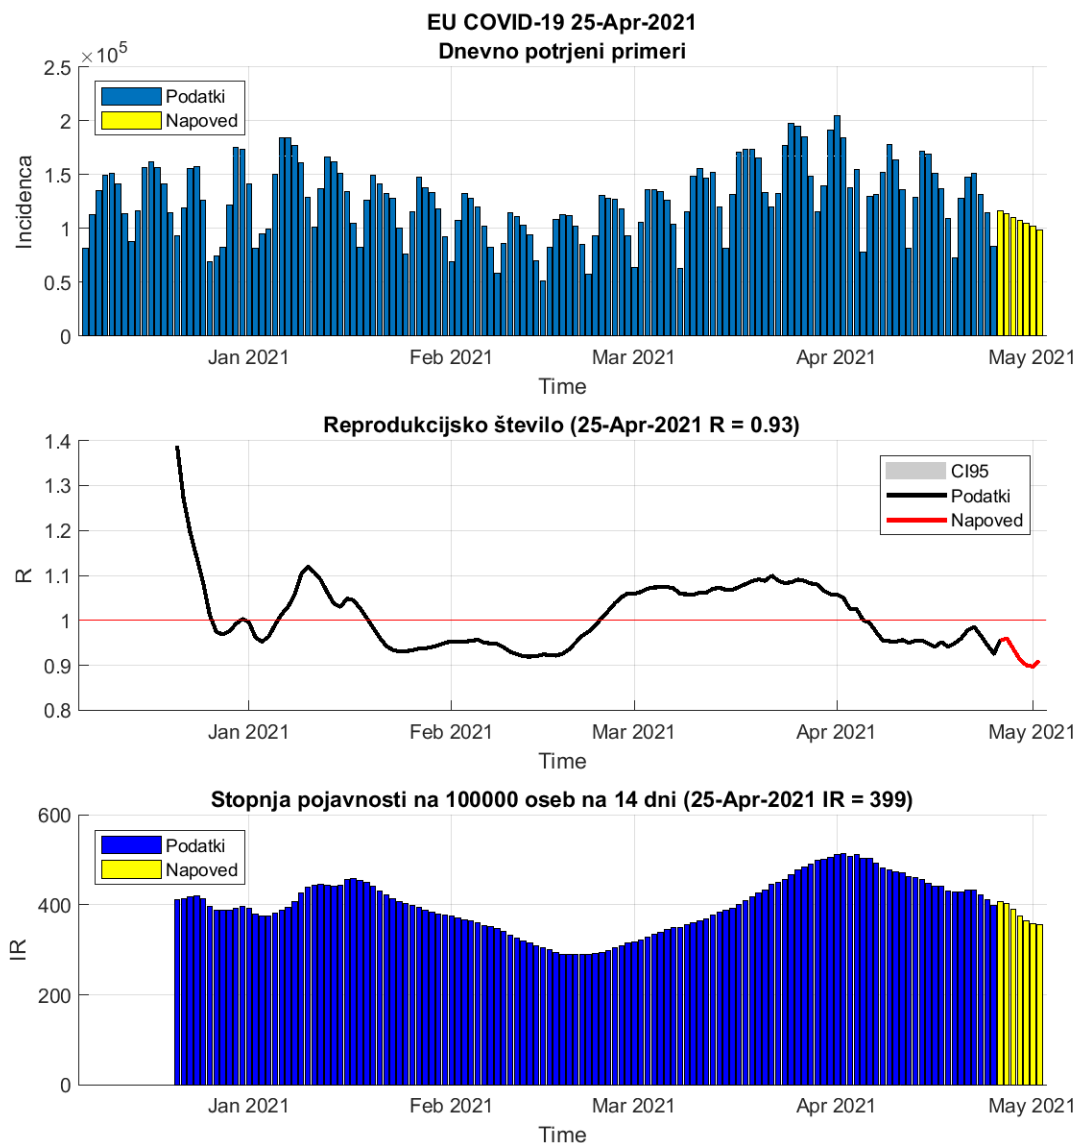 EU COVID-19 25-Apr-2021
Dnevno potrjeni primeri
×10⁵
2.5
2
1.5
1
0.5
0
Incidenca
Podatki
Napoved
Jan 2021
Feb 2021
Mar 2021
Apr 2021
May 2021
Time
Reprodukcijsko število (25-Apr-2021 R = 0.93)
1.4
1.3
1.2
1.1
1
0.9
0.8
R
CI95
Podatki
Napoved
Jan 2021
Feb 2021
Mar 2021
Apr 2021
May 2021
Time
Stopnja pojavnosti na 100000 oseb na 14 dni (25-Apr-2021 IR = 399)
600
400
200
0
IR
Podatki
Napoved
Jan 2021
Feb 2021
Mar 2021
Apr 2021
May 2021
Time